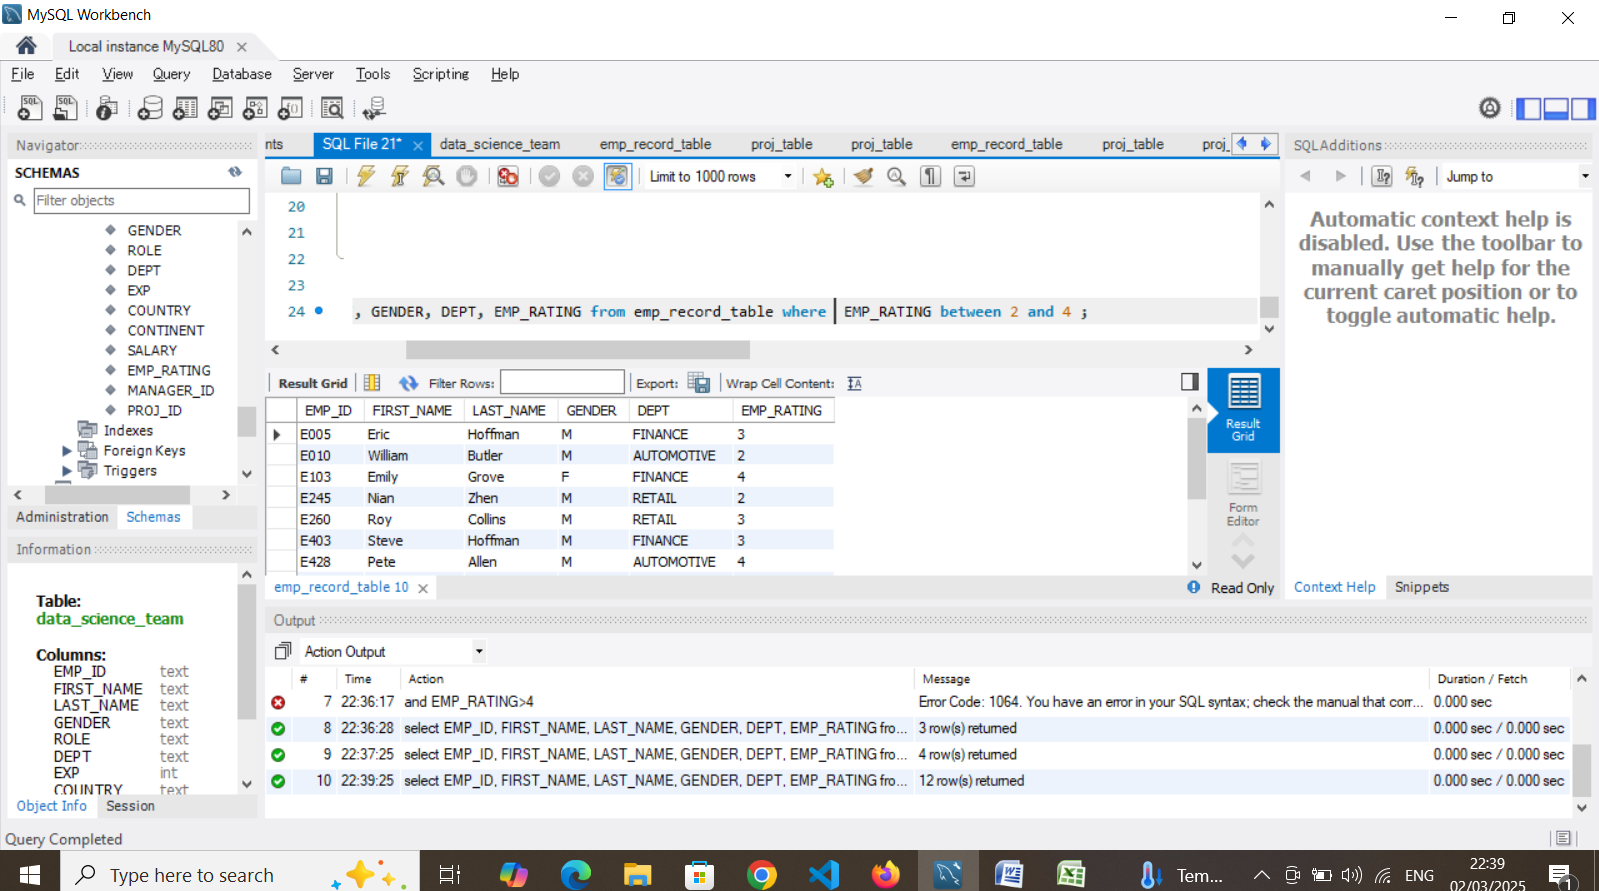 MySQL Workbench
Local instance MySQL80
File Edit View Query Database Server Tools Scripting Help
Navigator
SCHEMAS
Filter objects
GENDER
ROLE
DEPT
EXP
COUNTRY
CONTINENT
SALARY
EMP_RATING
MANAGER_ID
PROJ_ID
Indexes
Foreign Keys
Triggers
Administration Schemas
Information
Table:
data_science_team
Columns:
EMP_ID text
FIRST_NAME text
LAST_NAME text
GENDER text
ROLE text
DEPT text
EXP int
COUNTRY text
Object Info Session
nts SQL File 21* data_science_team emp_record_table proj_table proj_table emp_record_table proj_table proj_
Limit to 1000 rows
20
21
22
23
24 , GENDER, DEPT, EMP_RATING from emp_record_table where EMP_RATING between 2 and 4 ;
Result Grid Filter Rows: Export: Wrap Cell Content:
EMP_ID FIRST_NAME LAST_NAME GENDER DEPT EMP_RATING
E005 Eric Hoffman M FINANCE 3
E010 William Butler M AUTOMOTIVE 2
E103 Emily Grove F FINANCE 4
E245 Nian Zhen M RETAIL 2
E260 Roy Collins M RETAIL 3
E403 Steve Hoffman M FINANCE 3
E428 Pete Allen M AUTOMOTIVE 4
Result Grid
Form Editor
emp_record_table 10
Read Only
SQLAdditions
Jump to
Automatic context help is
disabled. Use the toolbar to
manually get help for the
current caret position or to
toggle automatic help.
Context Help Snippets
Output
Action Output
# Time Action Message Duration / Fetch
7 22:36:17 and EMP_RATING>4 Error Code: 1064. You have an error in your SQL syntax; check the manual that corr... 0.000 sec
8 22:36:28 select EMP_ID, FIRST_NAME, LAST_NAME, GENDER, DEPT, EMP_RATING fro... 3 row(s) returned 0.000 sec / 0.000 sec
9 22:37:25 select EMP_ID, FIRST_NAME, LAST_NAME, GENDER, DEPT, EMP_RATING fro... 4 row(s) returned 0.000 sec / 0.000 sec
10 22:39:25 select EMP_ID, FIRST_NAME, LAST_NAME, GENDER, DEPT, EMP_RATING fro... 12 row(s) returned 0.000 sec / 0.000 sec
Query Completed
Type here to search
Tem...
ENG
22:39
02/03/2025
1